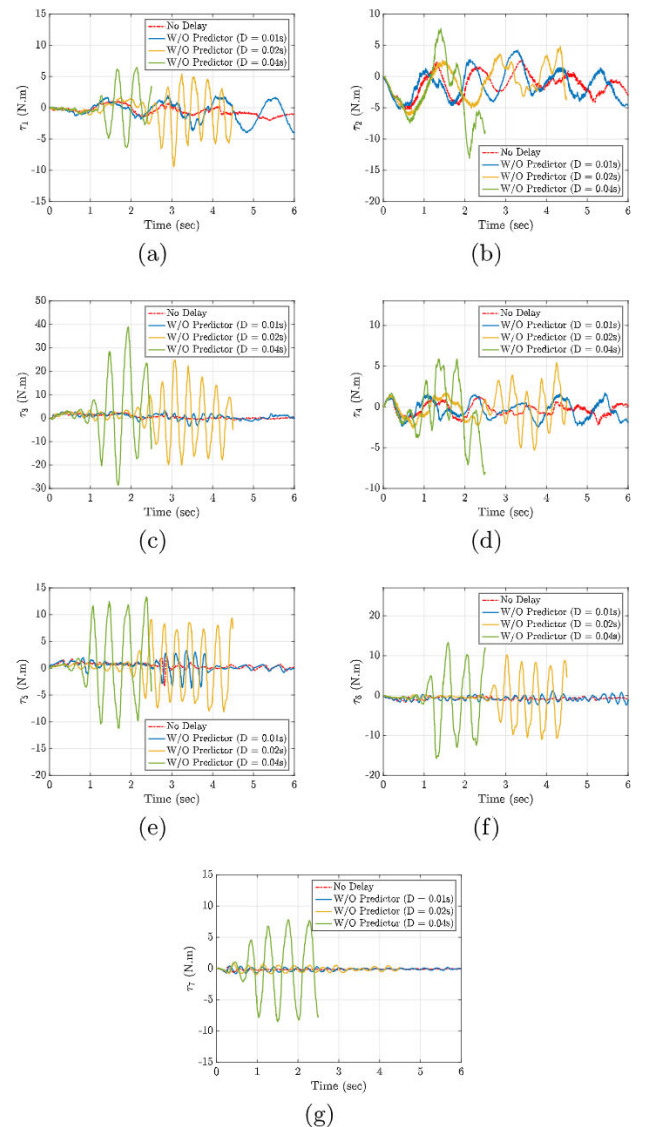 15
10
5
0
-5
-10
-15
τ1 (N.m)
No Delay
W/O Predictor (D = 0.01s)
W/O Predictor (D = 0.02s)
W/O Predictor (D = 0.04s)
0 1 2 3 4 5 6
Time (sec)
(a)
10
5
0
-5
-10
-15
-20
τ2 (N.m)
No Delay
W/O Predictor (D = 0.01s)
W/O Predictor (D = 0.02s)
W/O Predictor (D = 0.04s)
0 1 2 3 4 5 6
Time (sec)
(b)
50
40
30
20
10
0
-10
-20
-30
τ3 (N.m)
No Delay
W/O Predictor (D = 0.01s)
W/O Predictor (D = 0.02s)
W/O Predictor (D = 0.04s)
0 1 2 3 4 5 6
Time (sec)
(c)
10
5
0
-5
-10
τ4 (N.m)
No Delay
W/O Predictor (D = 0.01s)
W/O Predictor (D = 0.02s)
W/O Predictor (D = 0.04s)
0 1 2 3 4 5 6
Time (sec)
(d)
15
10
5
0
-5
-10
-15
-20
τ5 (N.m)
No Delay
W/O Predictor (D = 0.01s)
W/O Predictor (D = 0.02s)
W/O Predictor (D = 0.04s)
0 1 2 3 4 5 6
Time (sec)
(e)
20
10
0
-10
-20
τ6 (N.m)
No Delay
W/O Predictor (D = 0.01s)
W/O Predictor (D = 0.02s)
W/O Predictor (D = 0.04s)
0 1 2 3 4 5 6
Time (sec)
(f)
15
10
5
0
-5
-10
-15
τ7 (N.m)
No Delay
W/O Predictor (D = 0.01s)
W/O Predictor (D = 0.02s)
W/O Predictor (D = 0.04s)
0 1 2 3 4 5 6
Time (sec)
(g)